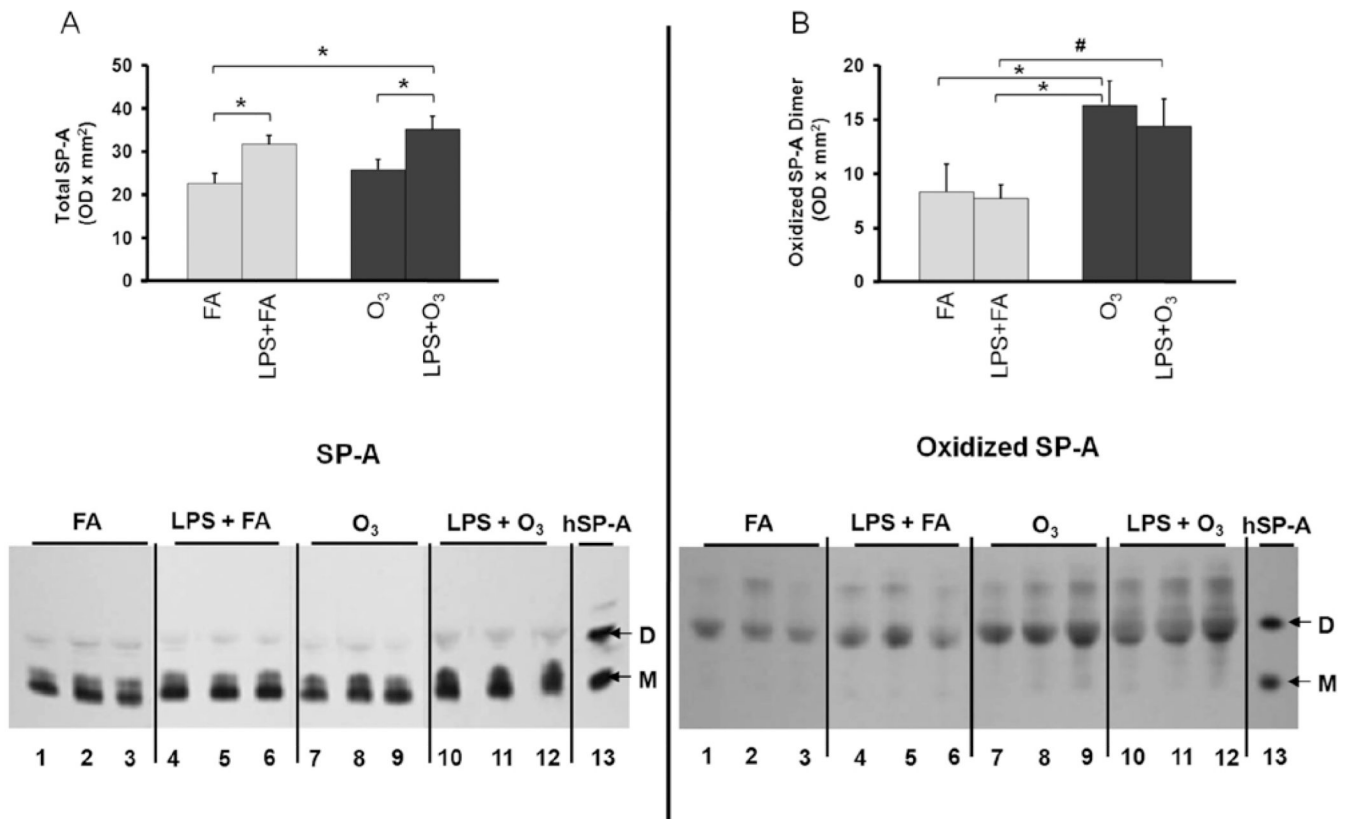 A
Total SP-A
(OD x mm²)
50
40
30
20
10
0
*
*
*
FA
LPS+FA
O₃
LPS+O₃
SP-A
FA
LPS + FA
O₃
LPS + O₃
hSP-A
D
M
1 2 3 4 5 6 7 8 9 10 11 12 13
B
Oxidized SP-A Dimer
(OD x mm²)
20
15
10
5
0
#
*
*
FA
LPS+FA
O₃
LPS+O₃
Oxidized SP-A
FA
LPS + FA
O₃
LPS + O₃
hSP-A
D
M
1 2 3 4 5 6 7 8 9 10 11 12 13